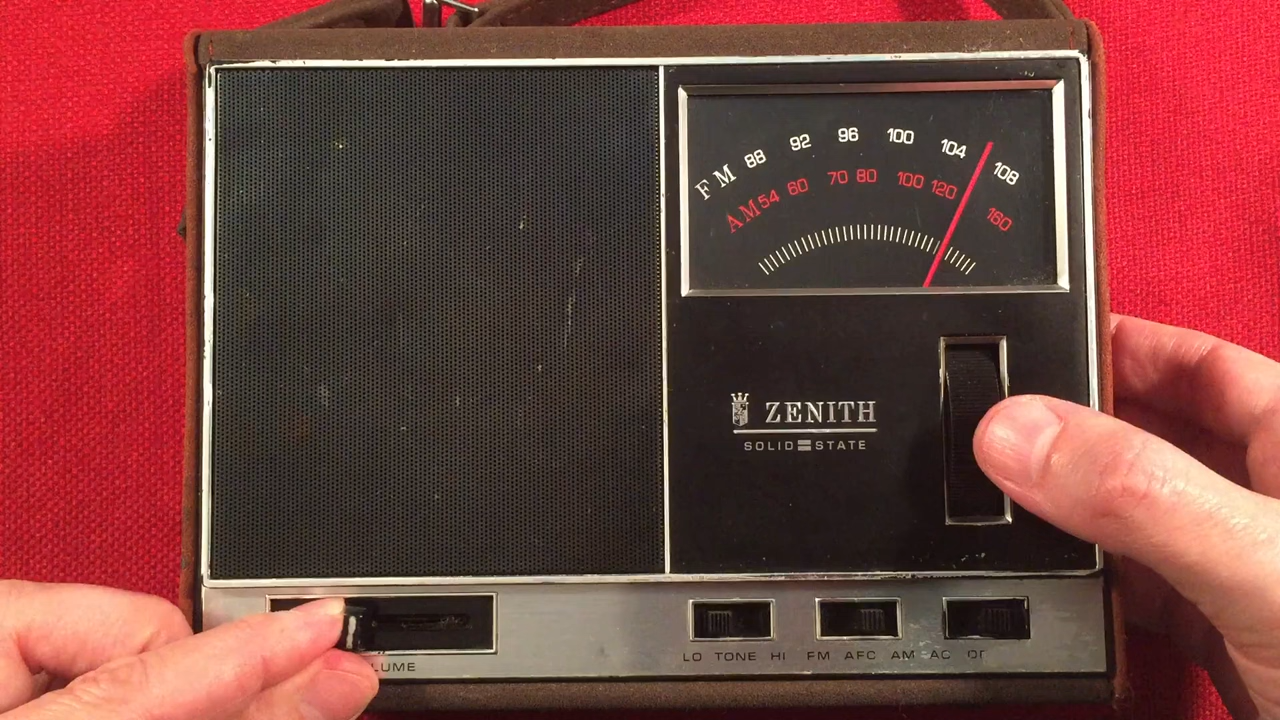 FM 88 92 96 100 104 108
AM 54 60 70 80 100 120 160
ZENITH
SOLID STATE
LUME
LO TONE HI FM AFC AM AC